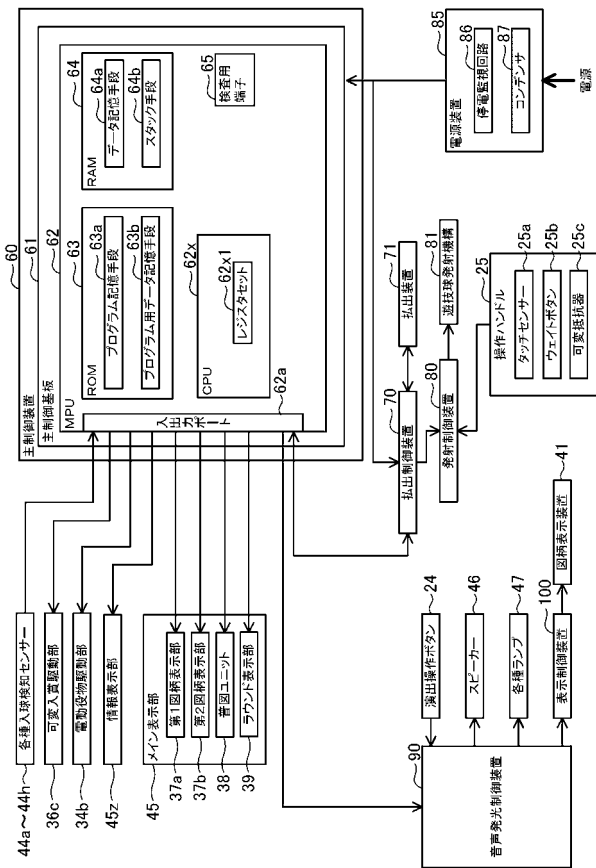 60
主制御装置
61
主制御基板
62
MPU
63
ROM
63a
プログラム記憶手段
63b
プログラム用データ記憶手段
64
RAM
64a
データ記憶手段
64b
スタック手段
62x
CPU
62x1
レジスタセット
65
検査用
端子
62a
入出力ポート
44a～44h
各種入球検知センサー
36c
可変入賞駆動部
34b
電動役物駆動部
45z
情報表示部
45
メイン表示部
37a
第1図柄表示部
37b
第2図柄表示部
38
普図ユニット
39
ラウンド表示部
70
払出制御装置
71
払出装置
80
発射制御装置
81
遊技球発射機構
85
電源装置
86
停電監視回路
87
コンデンサ
電源
25
操作ハンドル
25a
タッチセンサー
25b
ウェイトボタン
25c
可変抵抗器
90
音声発光制御装置
24
演出操作ボタン
46
スピーカー
47
各種ランプ
100
表示制御装置
41
図柄表示装置